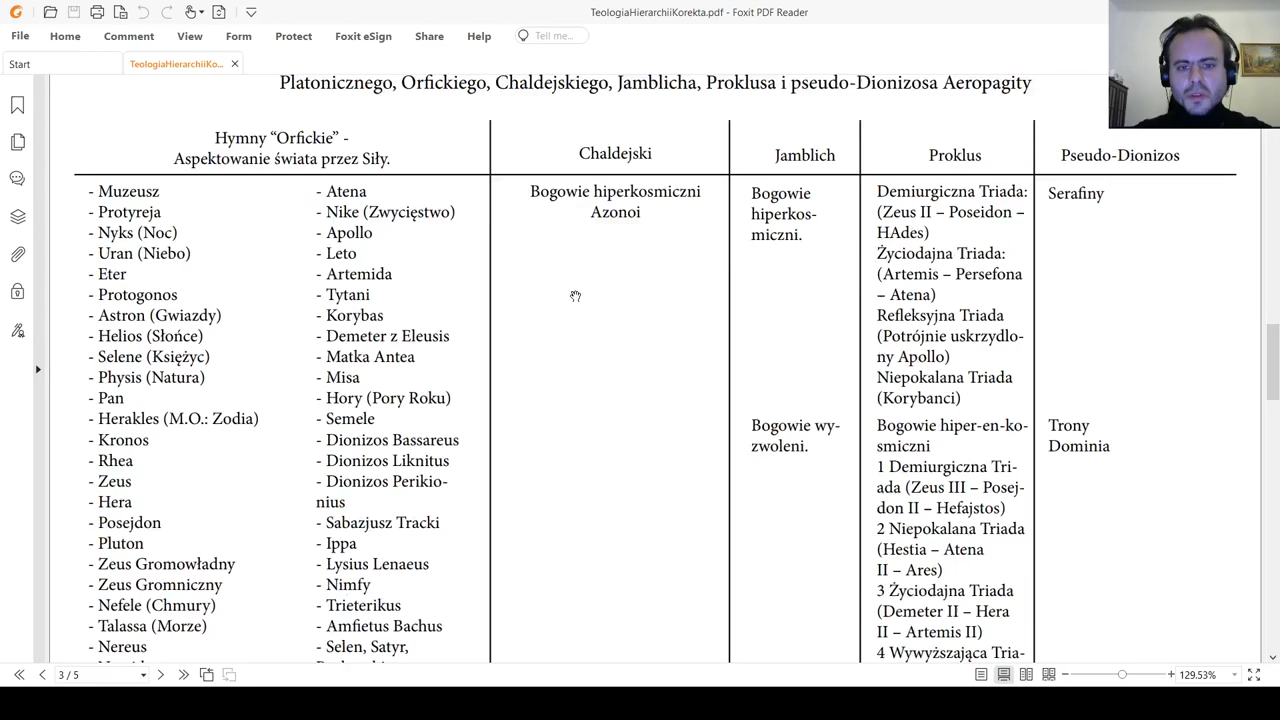 TeologiaHierarchiiKorekta.pdf - Foxit PDF Reader
File Home Comment View Form Protect Foxit eSign Share Help Tell me...
Start TeologiaHierarchiiKo...
Platonicznego, Orfickiego, Chaldejskiego, Jamblicha, Proklusa i pseudo-Dionizosa Aeropagity
Hymny “Orfickie” -
Aspektowanie świata przez Siły.
- Muzeusz
- Protyreja
- Nyks (Noc)
- Uran (Niebo)
- Eter
- Protogonos
- Astron (Gwiazdy)
- Helios (Słońce)
- Selene (Księżyc)
- Physis (Natura)
- Pan
- Herakles (M.O.: Zodia)
- Kronos
- Rhea
- Zeus
- Hera
- Posejdon
- Pluton
- Zeus Gromowładny
- Zeus Gromniczny
- Nefele (Chmury)
- Talassa (Morze)
- Nereus
- Atena
- Nike (Zwycięstwo)
- Apollo
- Leto
- Artemida
- Tytani
- Korybas
- Demeter z Eleusis
- Matka Antea
- Misa
- Hory (Pory Roku)
- Semele
- Dionizos Bassareus
- Dionizos Liknitus
- Dionizos Perikio-
nius
- Sabazjusz Tracki
- Ippa
- Lysius Lenaeus
- Nimfy
- Trieterikus
- Amfietus Bachus
- Selen, Satyr,
Chaldejski
Bogowie hiperkosmiczni
Azonoi
Jamblich
Bogowie
hiperkos-
miczni.
Bogowie wy-
zwoleni.
Proklus
Demiurgiczna Triada:
(Zeus II – Poseidon –
HAdes)
Życiodajna Triada:
(Artemis – Persefona
– Atena)
Refleksyjna Triada
(Potrójnie uskrzydlo-
ny Apollo)
Niepokalana Triada
(Korybanci)
Bogowie hiper-en-ko-
smiczni
1 Demiurgiczna Tri-
ada (Zeus III – Posej-
don II – Hefajstos)
2 Niepokalana Triada
(Hestia – Atena
II – Ares)
3 Życiodajna Triada
(Demeter II – Hera
II – Artemis II)
4 Wywyższająca Tria-
Pseudo-Dionizos
Serafiny
Trony
Dominia
3 / 5
129.53%